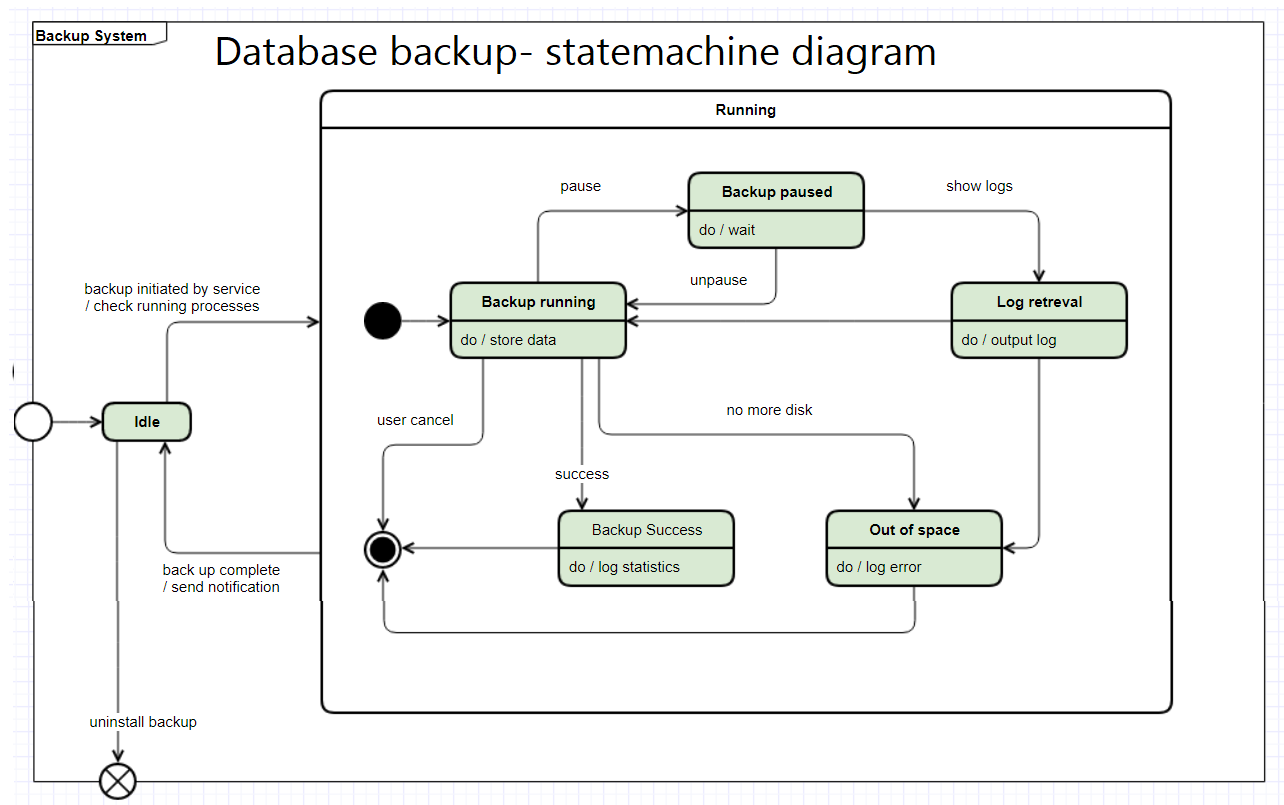 Backup System
Database backup- statemachine diagram
Running
pause
Backup paused
do / wait
show logs
unpause
backup initiated by service
/ check running processes
Backup running
do / store data
Log retreval
do / output log
Idle
user cancel
no more disk
success
Backup Success
do / log statistics
Out of space
do / log error
back up complete
/ send notification
uninstall backup